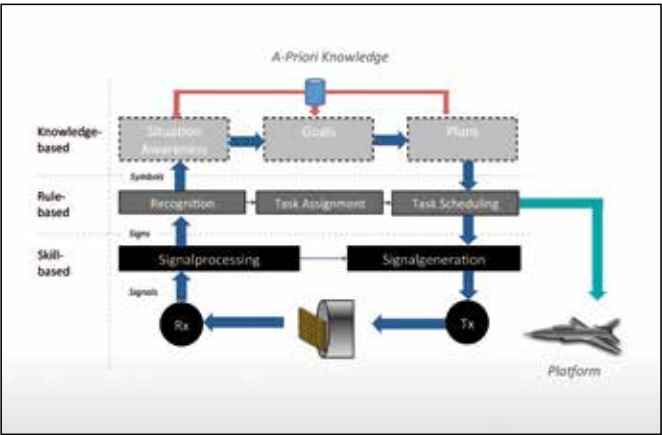 A-Priori Knowledge
Knowledge-
based
Situation
Awareness
Goals
Plans
Symbols
Rule-
based
Recognition
Task Assignment
Task Scheduling
Signs
Skill-
based
Signalprocessing
Signalgeneration
Signals
Rx
Tx
Platform